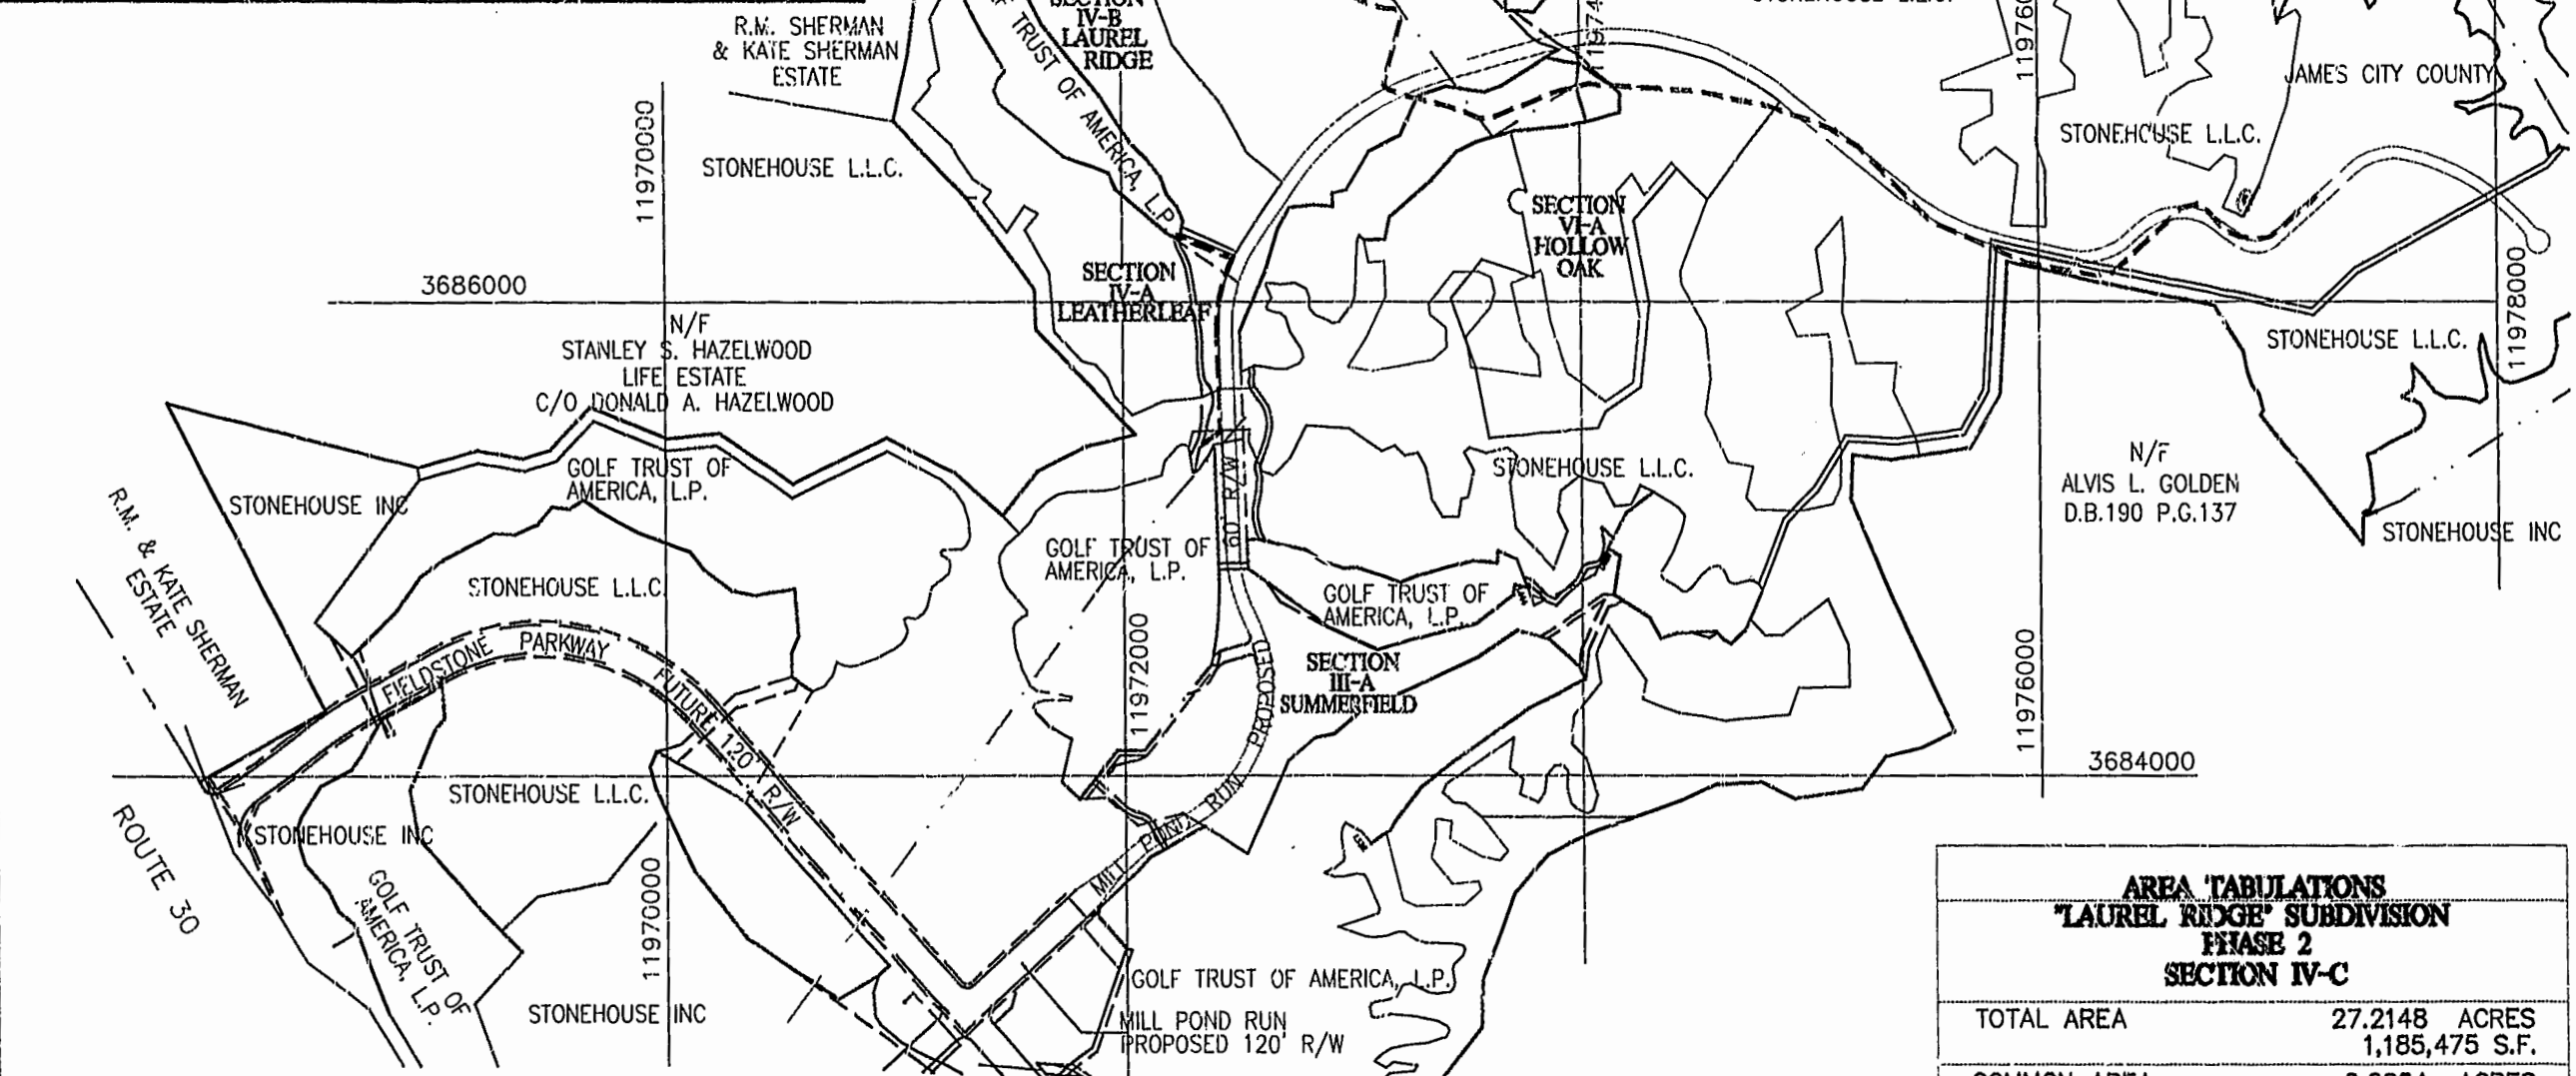 R.M. SHERMAN
& KATE SHERMAN
ESTATE
SECTION
IV-B
LAUREL
RIDGE
TRUST OF AMERICA, L.P.
JAMES CITY COUNTY
STONEHOUSE L.L.C.
11970000
STONEHOUSE L.L.C.
SECTION
VI-A
HOLLOW
OAK
SECTION
IV-A
LEATHERLEAF
3686000
11978000
STONEHOUSE L.L.C.
N/F
STANLEY S. HAZELWOOD
LIFE ESTATE
C/O DONALD A. HAZELWOOD
GOLF TRUST OF
AMERICA, L.P.
STONEHOUSE INC
R.M. & KATE SHERMAN
ESTATE
STONEHOUSE L.L.C.
60' R/W
STONEHOUSE L.L.C.
N/F
ALVIS L. GOLDEN
D.B.190 P.G.137
STONEHOUSE INC
GOLF TRUST OF
AMERICA, L.P.
GOLF TRUST OF
AMERICA, L.P.
FIELDSTONE PARKWAY
FUTURE 120' R/W
11972000
SECTION
III-A
SUMMERFIELD
11976000
3684000
MILL POND RUN PROPOSED
STONEHOUSE L.L.C.
STONEHOUSE INC
ROUTE 30
GOLF TRUST OF
AMERICA, L.P.
11970000
STONEHOUSE INC
GOLF TRUST OF AMERICA, L.P.
MILL POND RUN
PROPOSED 120' R/W
AREA TABULATIONS
"LAUREL RIDGE" SUBDIVISION
PHASE 2
SECTION IV-C
TOTAL AREA 27.2148 ACRES
1,185,475 S.F.